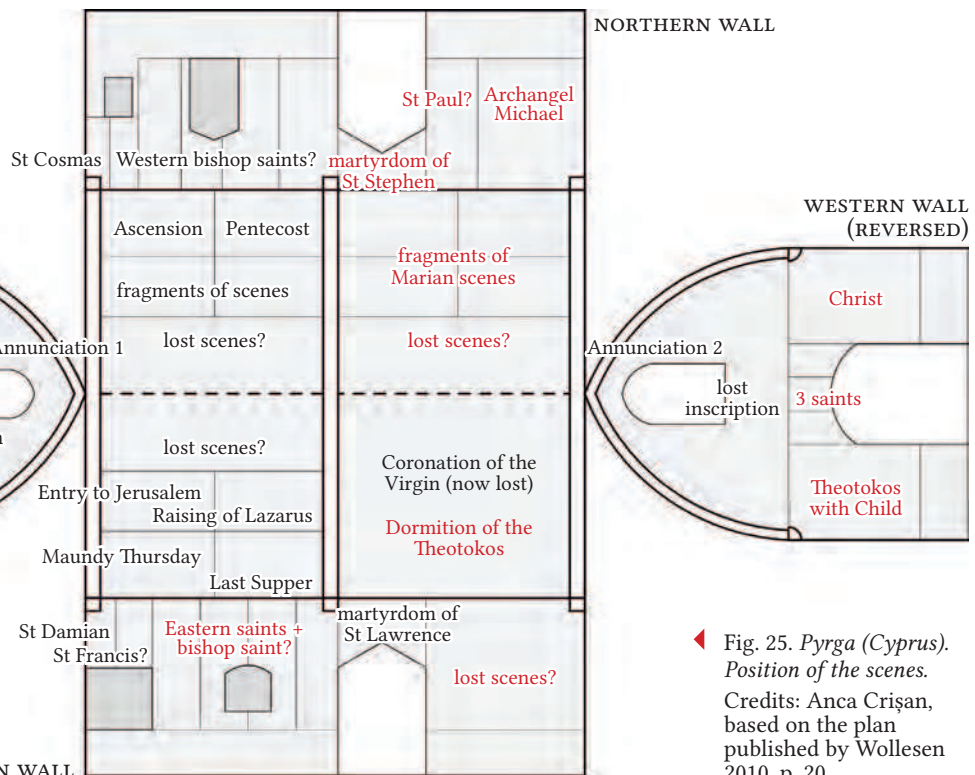 NORTHERN WALL
St Paul?
Archangel
Michael
St Cosmas
Western bishop saints?
martyrdom of
St Stephen
WESTERN WALL
(REVERSED)
Ascension
Pentecost
fragments of
Marian scenes
fragments of scenes
Christ
lost scenes?
lost scenes?
Annunciation 1
Annunciation 2
lost
inscription
3 saints
lost scenes?
Coronation of the
Virgin (now lost)
Entry to Jerusalem
Raising of Lazarus
Theotokos
with Child
Dormition of the
Theotokos
Maundy Thursday
Last Supper
martyrdom of
St Lawrence
St Damian
St Francis?
Eastern saints +
bishop saint?
lost scenes?
Fig. 25. Pyrga (Cyprus).
Position of the scenes.
Credits: Anca Crișan,
based on the plan
published by Wollesen
2010, p. 20
WALL